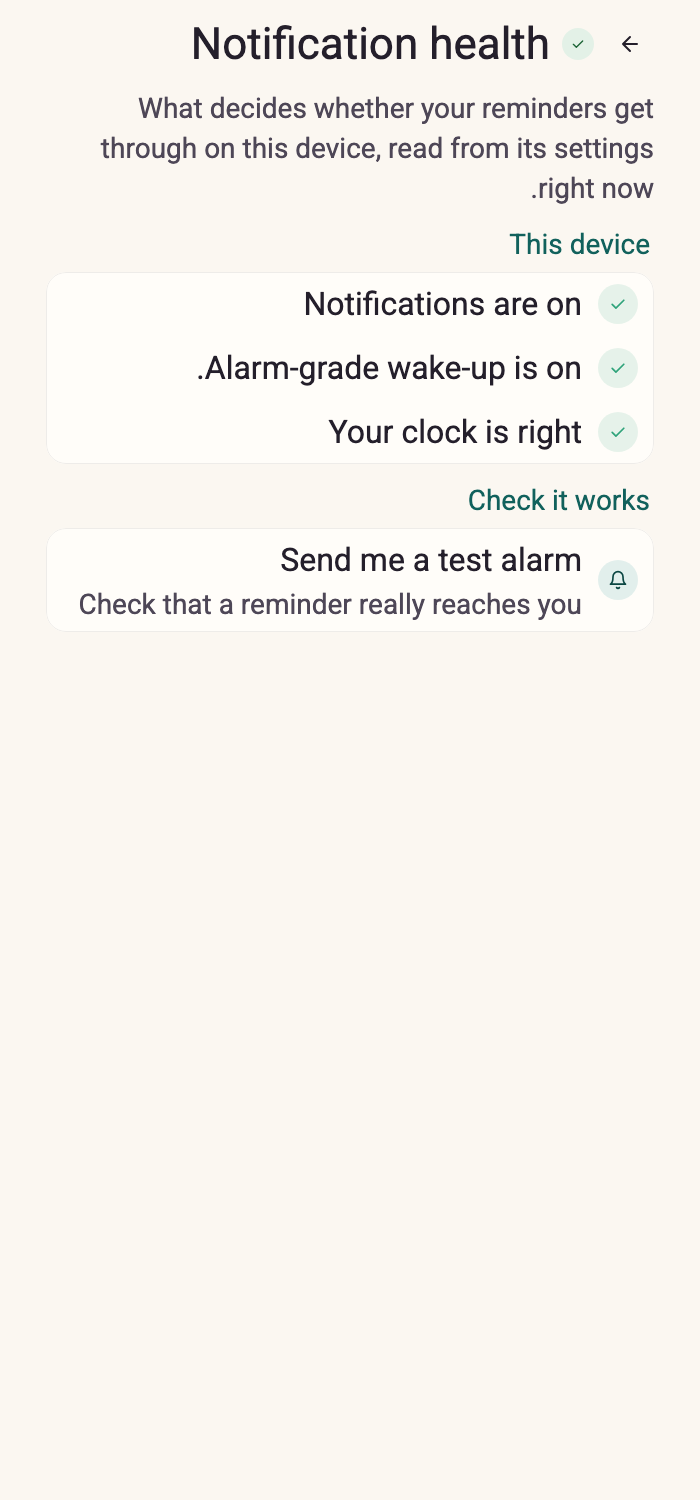 Notification health
What decides whether your reminders get
through on this device, read from its settings
.right now
This device
Notifications are on
.Alarm-grade wake-up is on
Your clock is right
Check it works
Send me a test alarm
Check that a reminder really reaches you